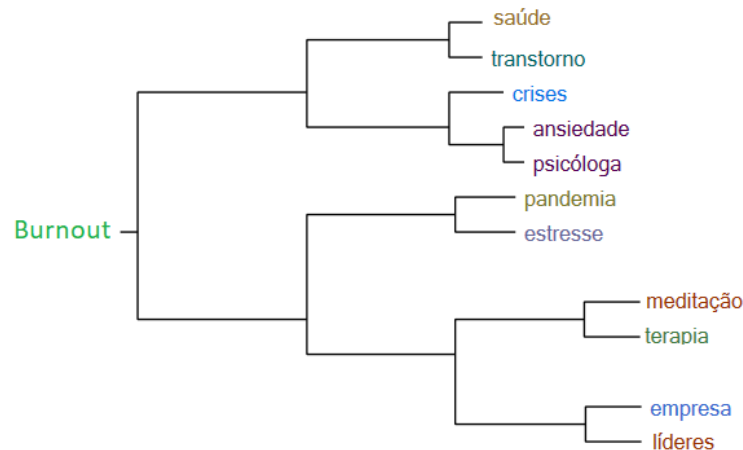 saúde
transtorno
crises
ansiedade
psicóloga
pandemia
Burnout
estresse
meditação
terapia
empresa
líderes